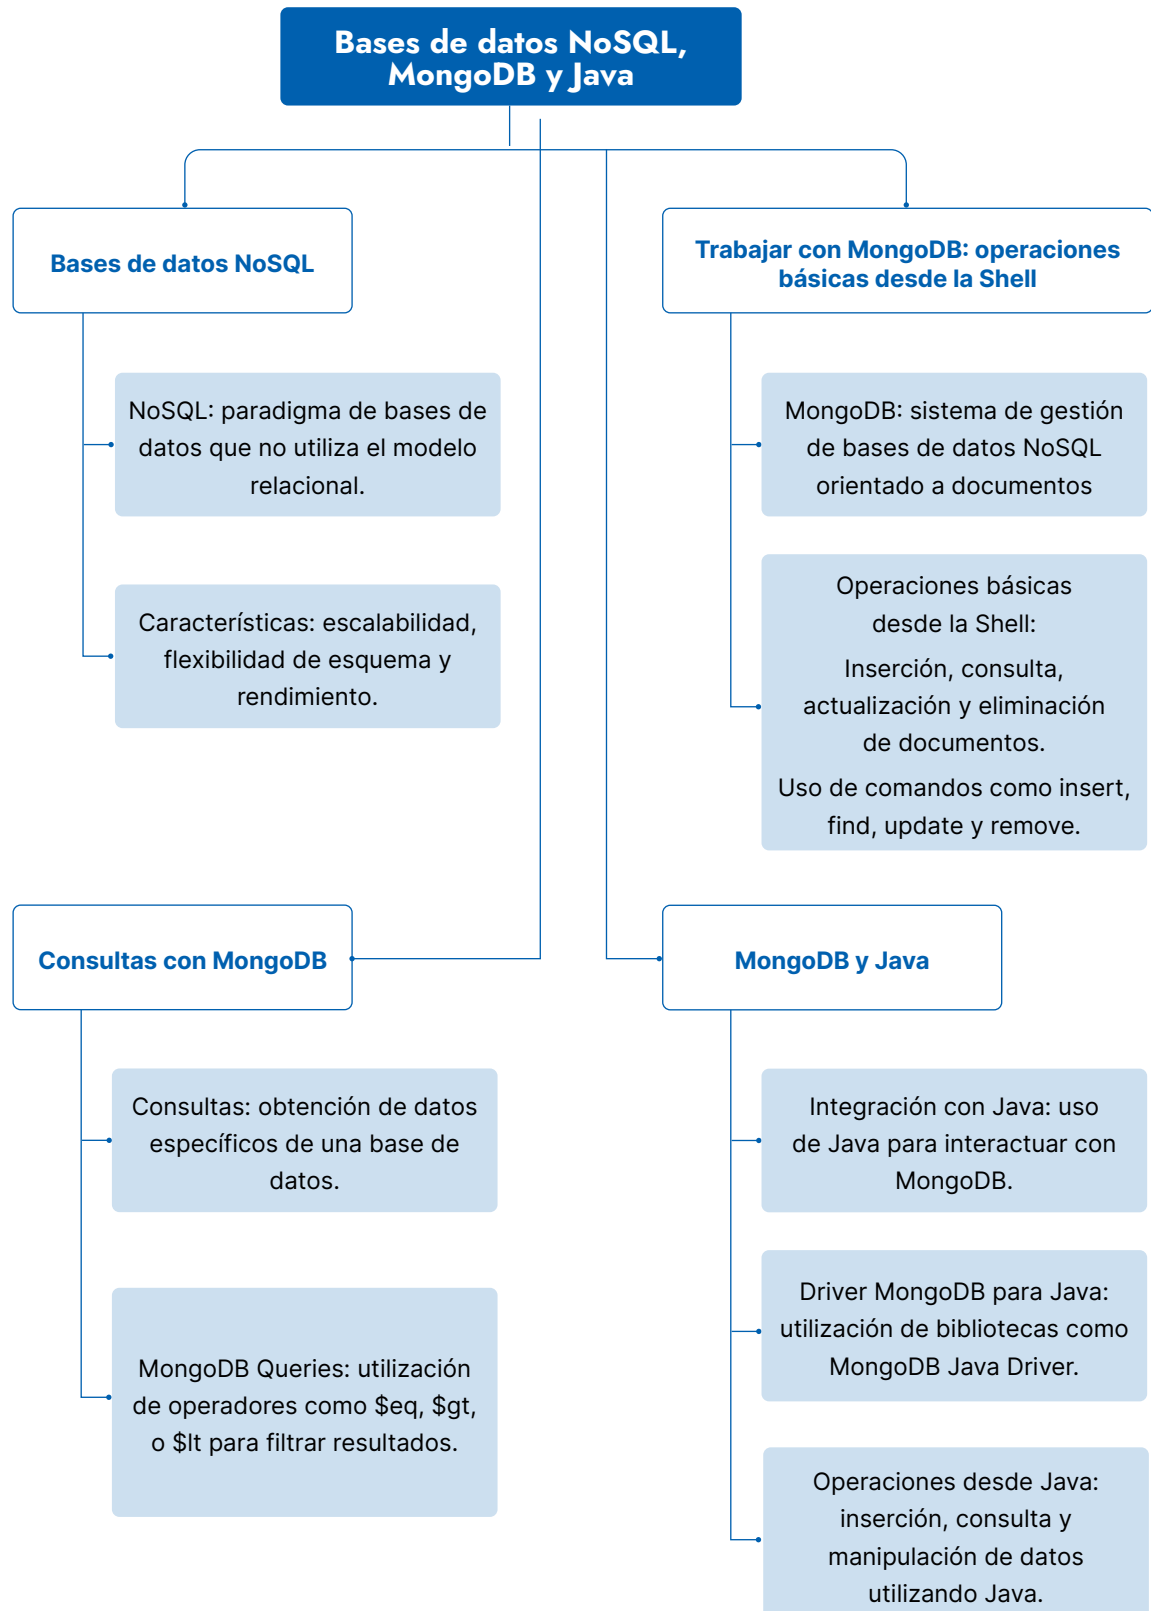 Bases de datos NoSQL,
MongoDB y Java
Bases de datos NoSQL
NoSQL: paradigma de bases de
datos que no utiliza el modelo
relacional.
Características: escalabilidad,
flexibilidad de esquema y
rendimiento.
Trabajar con MongoDB: operaciones
básicas desde la Shell
MongoDB: sistema de gestión
de bases de datos NoSQL
orientado a documentos
Operaciones básicas
desde la Shell:
Inserción, consulta,
actualización y eliminación
de documentos.
Uso de comandos como insert,
find, update y remove.
Consultas con MongoDB
Consultas: obtención de datos
específicos de una base de
datos.
MongoDB Queries: utilización
de operadores como $eq, $gt,
o $lt para filtrar resultados.
MongoDB y Java
Integración con Java: uso
de Java para interactuar con
MongoDB.
Driver MongoDB para Java:
utilización de bibliotecas como
MongoDB Java Driver.
Operaciones desde Java:
inserción, consulta y
manipulación de datos
utilizando Java.